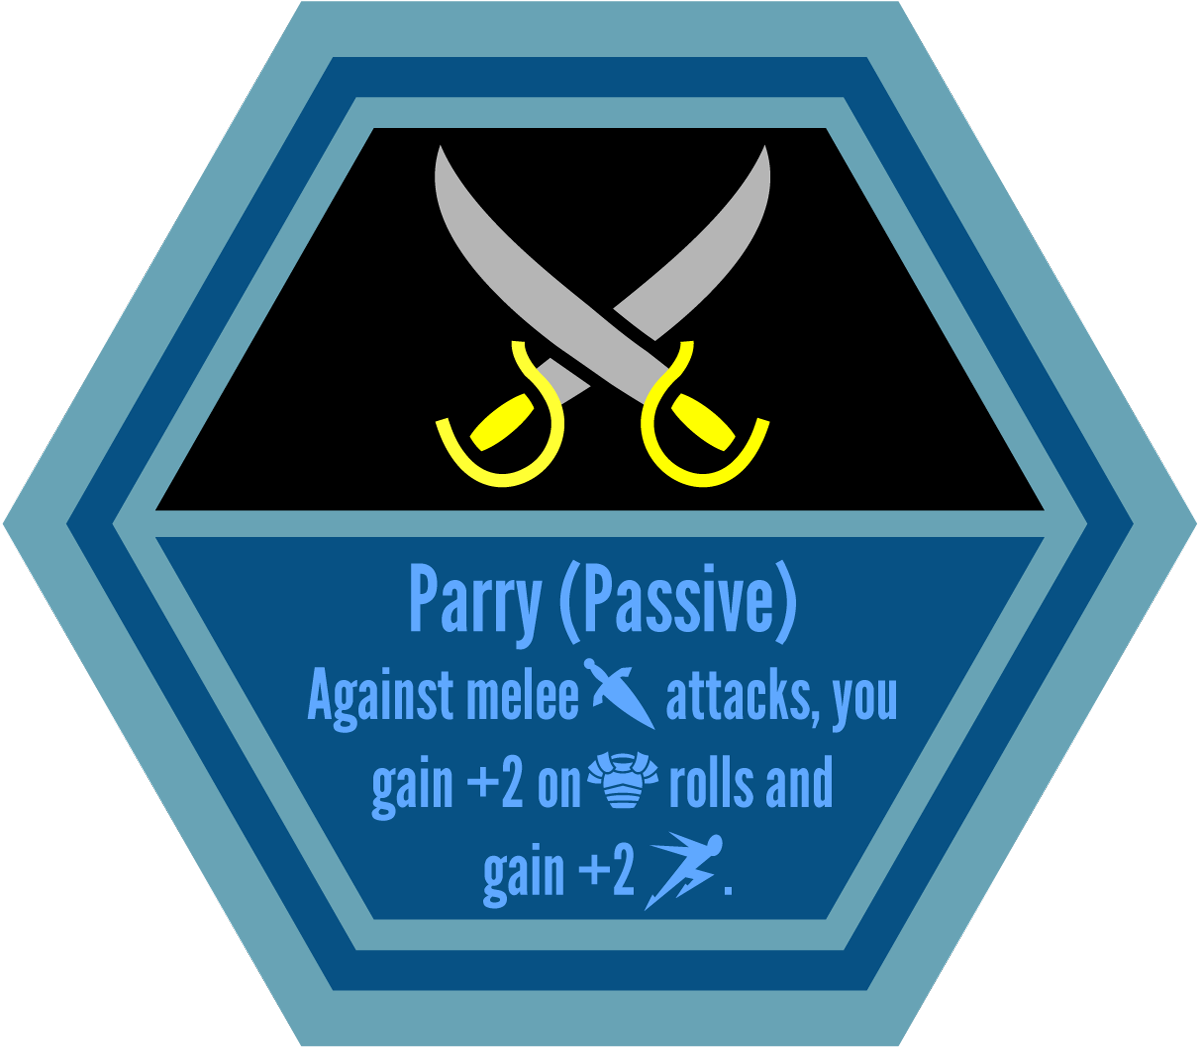 Parry (Passive)
Against melee attacks, you
gain +2 on rolls and
gain +2 .